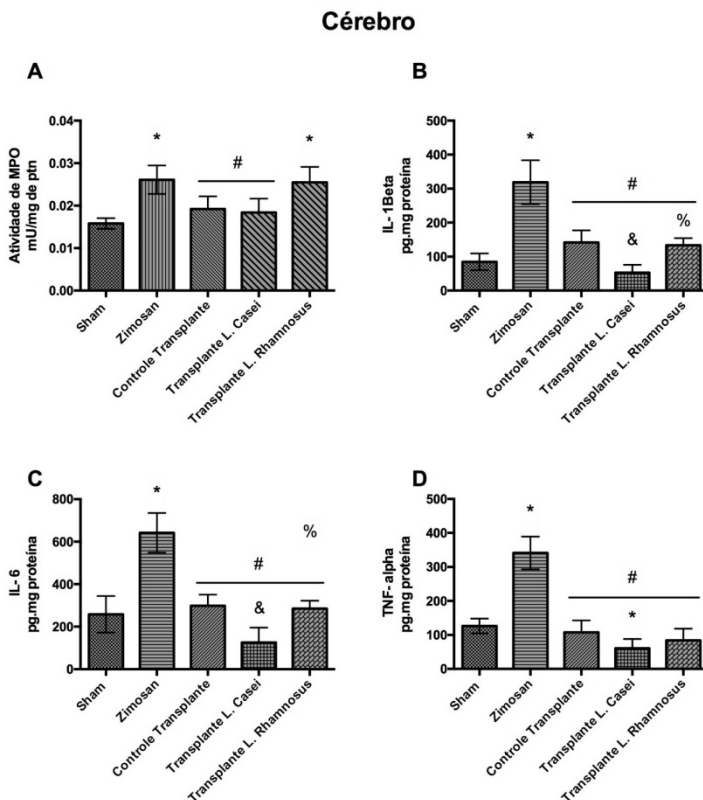 Cérebro
A
Atividade de MPO
mU/mg de ptn
0.04
0.03
0.02
0.01
0.00
*
#
*
Sham
Zimosan
Controle Transplante
Transplante L. Casei
Transplante L. Rhamnosus
B
IL-1Beta
pg.mg proteína
500
400
300
200
100
0
*
#
&
%
Sham
Zimosan
Controle Transplante
Transplante L. Casei
Transplante L. Rhamnosus
C
IL-6
pg.mg proteína
800
600
400
200
0
*
%
#
&
Sham
Zimosan
Controle Transplante
Transplante L. Casei
Transplante L. Rhamnosus
D
TNF-alpha
pg.mg proteína
500
400
300
200
100
0
*
#
*
Sham
Zimosan
Controle Transplante
Transplante L. Casei
Transplante L. Rhamnosus